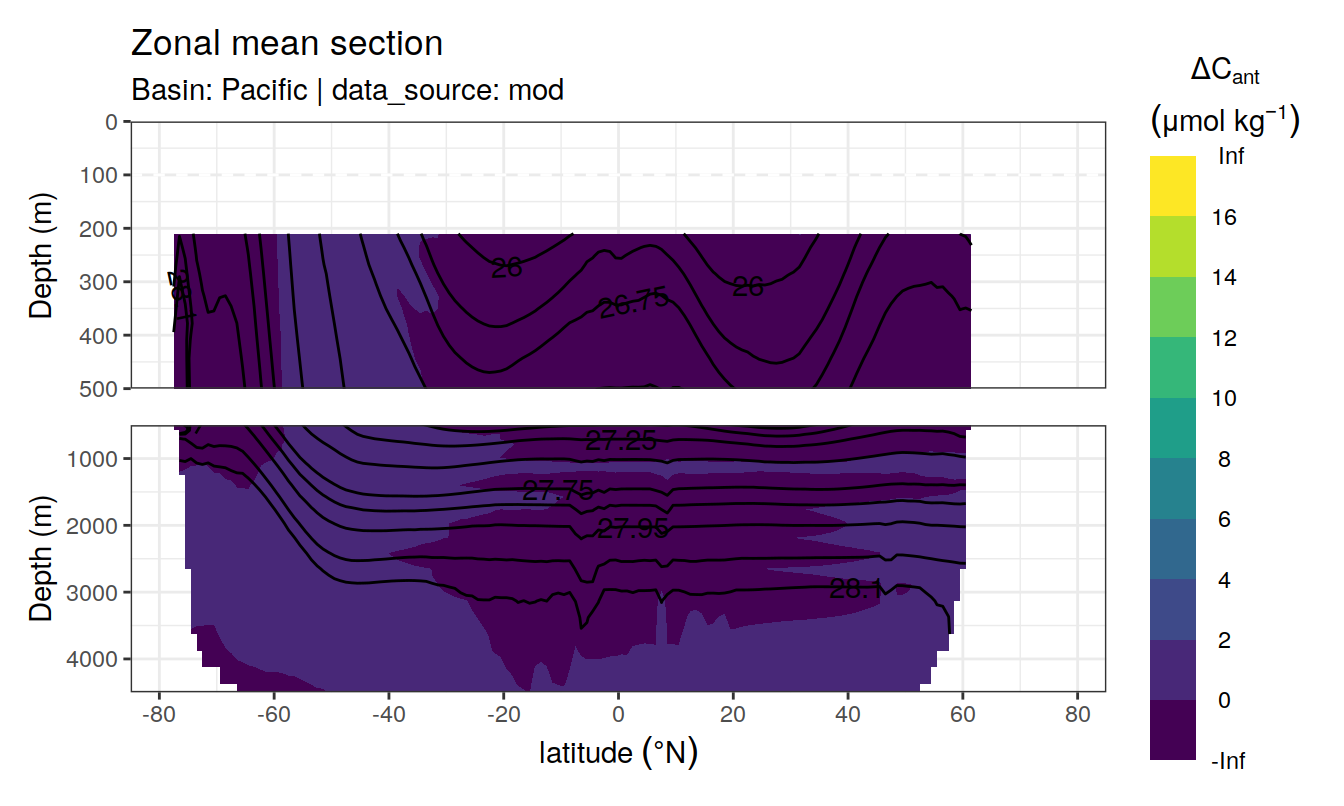 Zonal mean section
Basin: Pacific | data_source: mod
ΔCant
(μmol kg−1)
Depth (m)
0
100
200
300
400
500
26
26
26.75
28.1
Depth (m)
1000
2000
3000
4000
27.25
27.75
27.95
28.1
-80 -60 -40 -20 0 20 40 60 80
latitude (°N)
Inf
16
14
12
10
8
6
4
2
0
-Inf